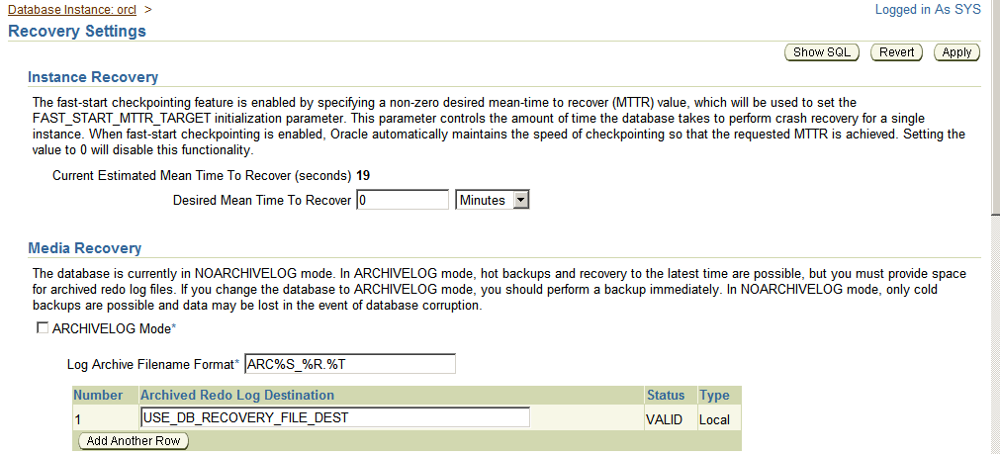 Database Instance: orcl >
Logged in As SYS
Recovery Settings
Show SQL Revert Apply
Instance Recovery
The fast-start checkpointing feature is enabled by specifying a non-zero desired mean-time to recover (MTTR) value, which will be used to set the
FAST_START_MTTR_TARGET initialization parameter. This parameter controls the amount of time the database takes to perform crash recovery for a single
instance. When fast-start checkpointing is enabled, Oracle automatically maintains the speed of checkpointing so that the requested MTTR is achieved. Setting the
value to 0 will disable this functionality.
Current Estimated Mean Time To Recover (seconds) 19
Desired Mean Time To Recover 0 Minutes
Media Recovery
The database is currently in NOARCHIVELOG mode. In ARCHIVELOG mode, hot backups and recovery to the latest time are possible, but you must provide space
for archived redo log files. If you change the database to ARCHIVELOG mode, you should perform a backup immediately. In NOARCHIVELOG mode, only cold
backups are possible and data may be lost in the event of database corruption.
ARCHIVELOG Mode*
Log Archive Filename Format* ARC%S_%R.%T
Number Archived Redo Log Destination Status Type
1 USE_DB_RECOVERY_FILE_DEST VALID Local
Add Another Row